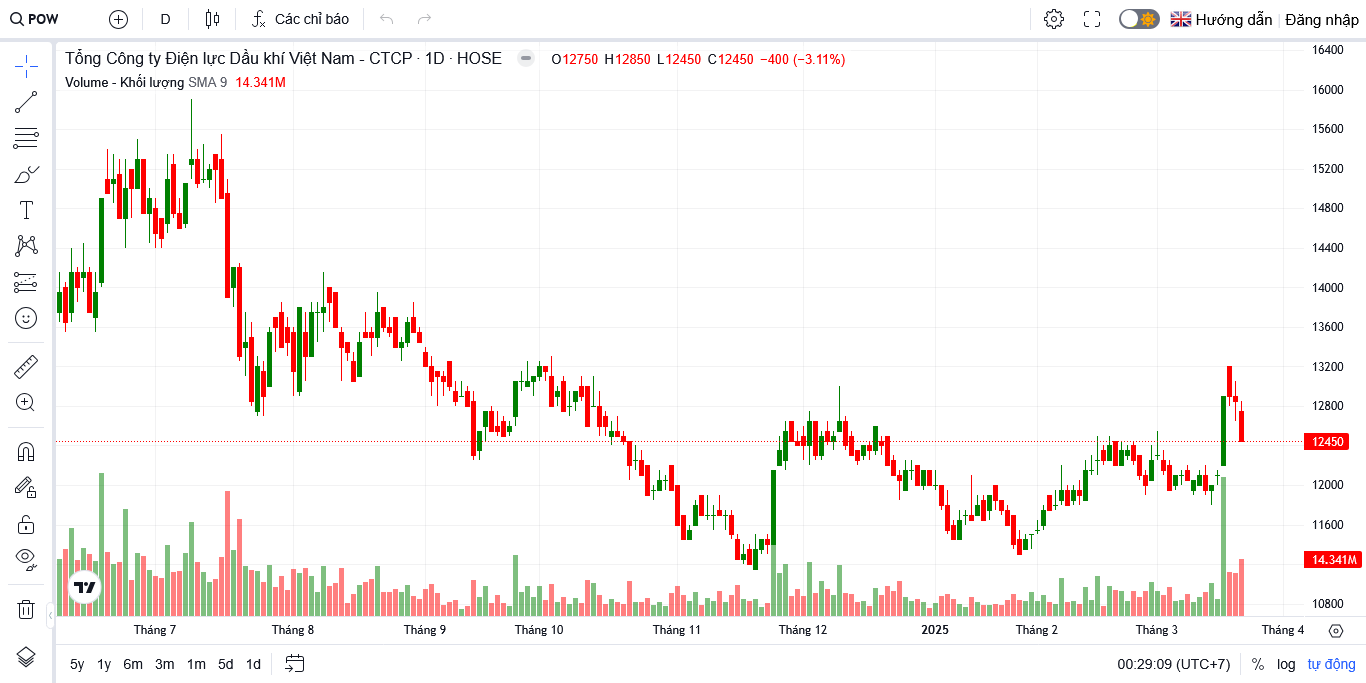 POW D Các chỉ báo Hướng dẫn Đăng nhập
Tổng Công ty Điện lực Dầu khí Việt Nam - CTCP · 1D · HOSE O12750 H12850 L12450 C12450 −400 (−3.11%)
Volume - Khối lượng SMA 9 14.341M
16400
16000
15600
15200
14800
14400
14000
13600
13200
12800
12450
12000
11600
14.341M
10800
Tháng 7 Tháng 8 Tháng 9 Tháng 10 Tháng 11 Tháng 12 2025 Tháng 2 Tháng 3 Tháng 4
5y 1y 6m 3m 1m 5d 1d 00:29:09 (UTC+7) % log tự động